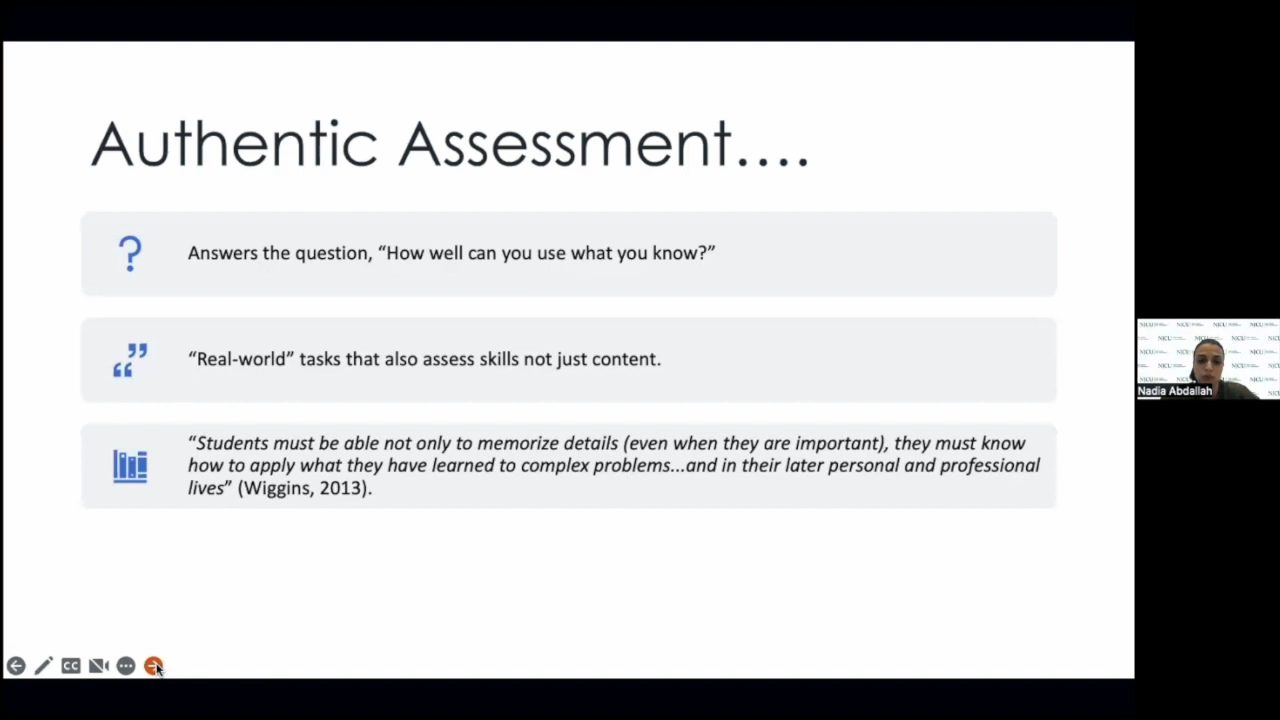 Authentic Assessment....
Answers the question, “How well can you use what you know?”
“Real-world” tasks that also assess skills not just content.
“Students must be able not only to memorize details (even when they are important), they must know
how to apply what they have learned to complex problems...and in their later personal and professional
lives” (Wiggins, 2013).
CC
Nadia Abdallah